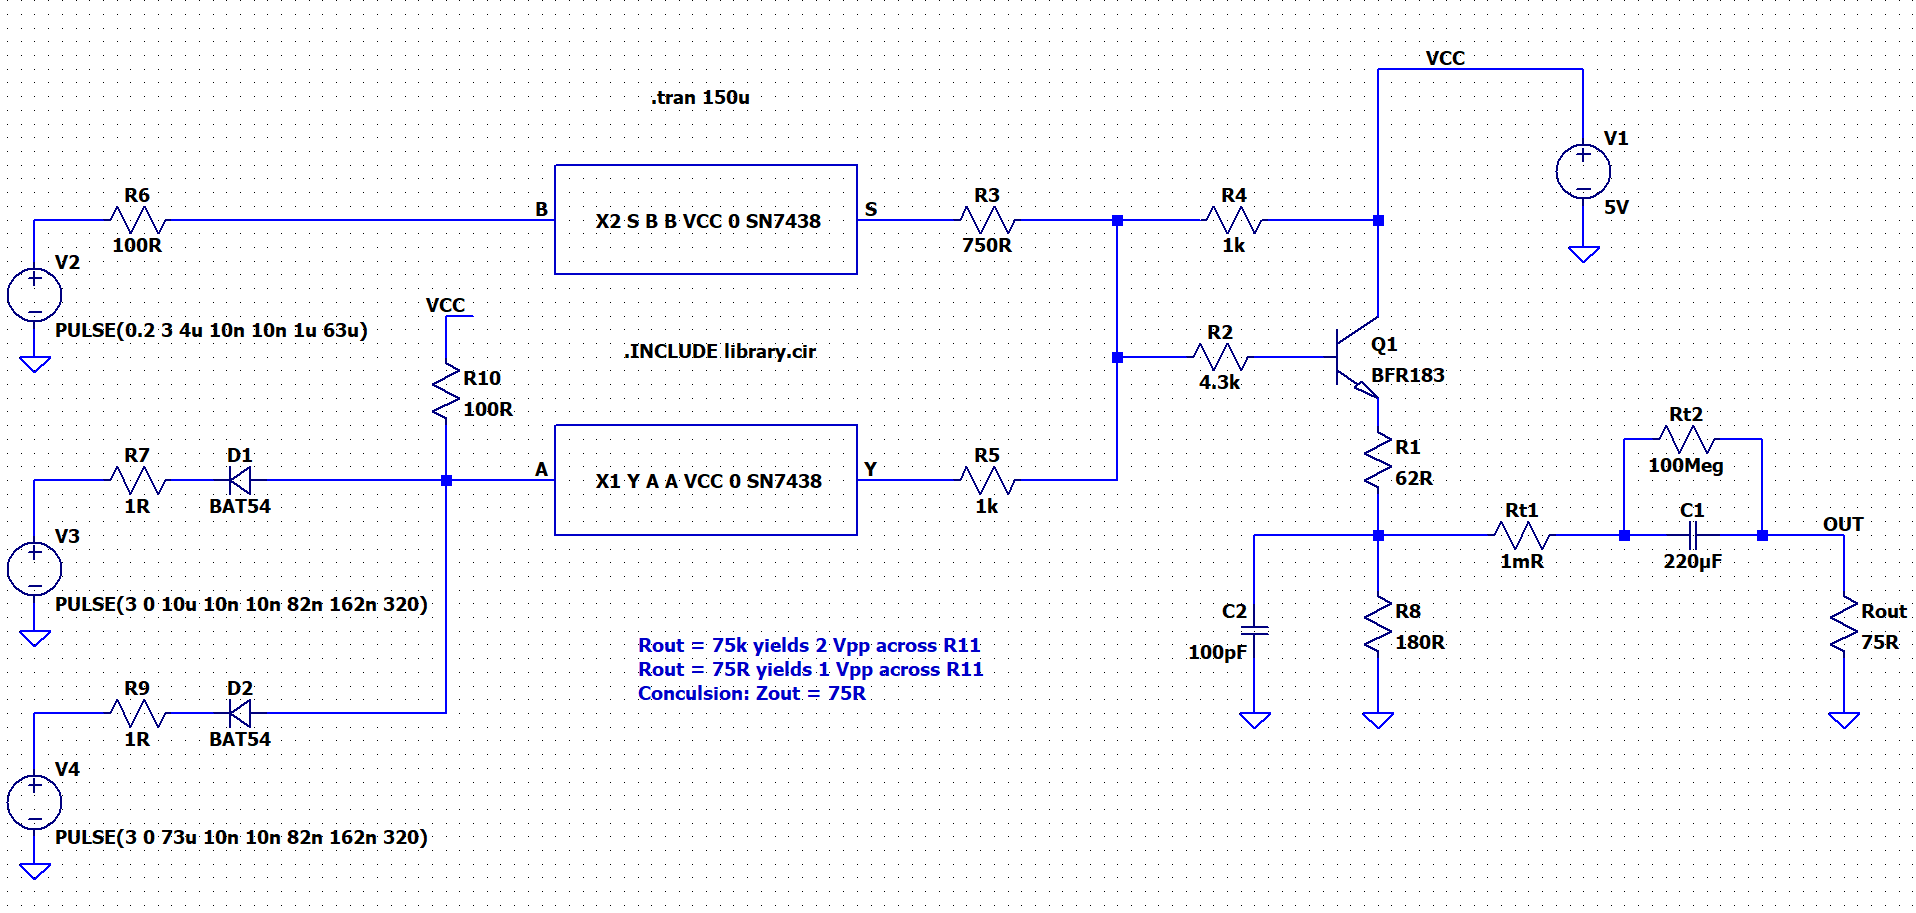 VCC
.tran 150u
V1
5V
R6
100R
B
X2 S B B VCC 0 SN7438
S
R3
750R
R4
1k
V2
PULSE(0.2 3 4u 10n 10n 1u 63u)
VCC
R10
100R
.INCLUDE library.cir
R2
4.3k
Q1
BFR183
R7
1R
D1
BAT54
A
X1 Y A A VCC 0 SN7438
Y
R5
1k
R1
62R
Rt2
100Meg
V3
PULSE(3 0 10u 10n 10n 82n 162n 320)
Rt1
1mR
C1
220µF
OUT
C2
100pF
R8
180R
Rout
75R
Rout = 75k yields 2 Vpp across R11
Rout = 75R yields 1 Vpp across R11
Conculsion: Zout = 75R
R9
1R
D2
BAT54
V4
PULSE(3 0 73u 10n 10n 82n 162n 320)